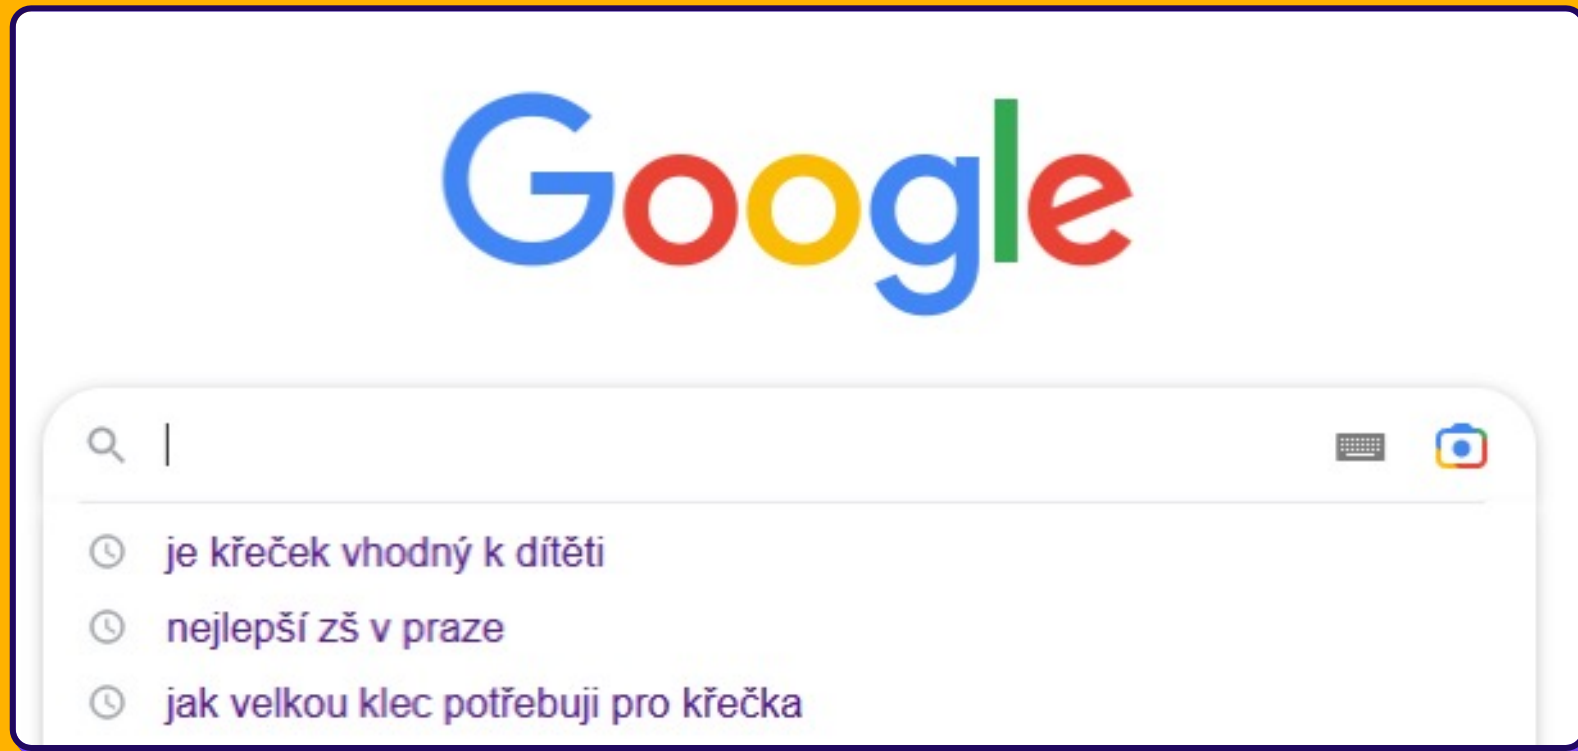 Google
je křeček vhodný k dítěti
nejlepší zš v praze
jak velkou klec potřebuji pro křečka